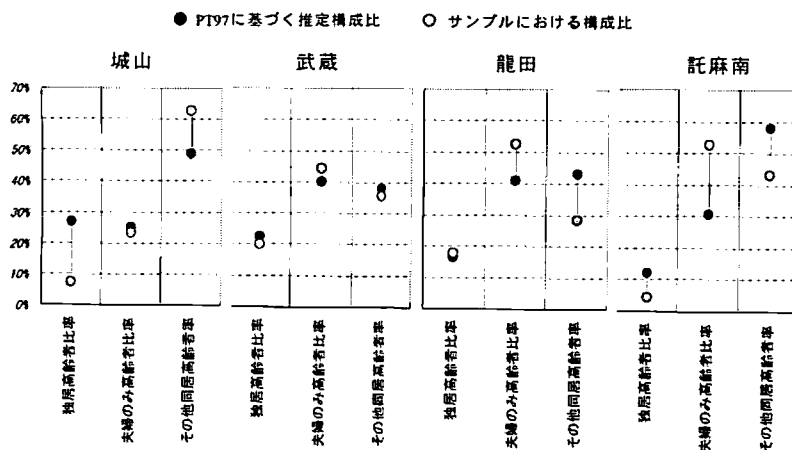 ● PT97に基づく推定構成比 ○ サンプルにおける構成比
城山 武蔵 龍田 託麻南
70%
60%
50%
40%
30%
20%
10%
0%
独居高齢者比率
夫婦のみ高齢者比率
その他同居高齢者率
独居高齢者比率
夫婦のみ高齢者比率
その他同居高齢者比率
独居高齢者比率
夫婦のみ高齢者比率
その他同居高齢者比率
独居高齢者比率
夫婦のみ高齢者比率
その他同居高齢者率